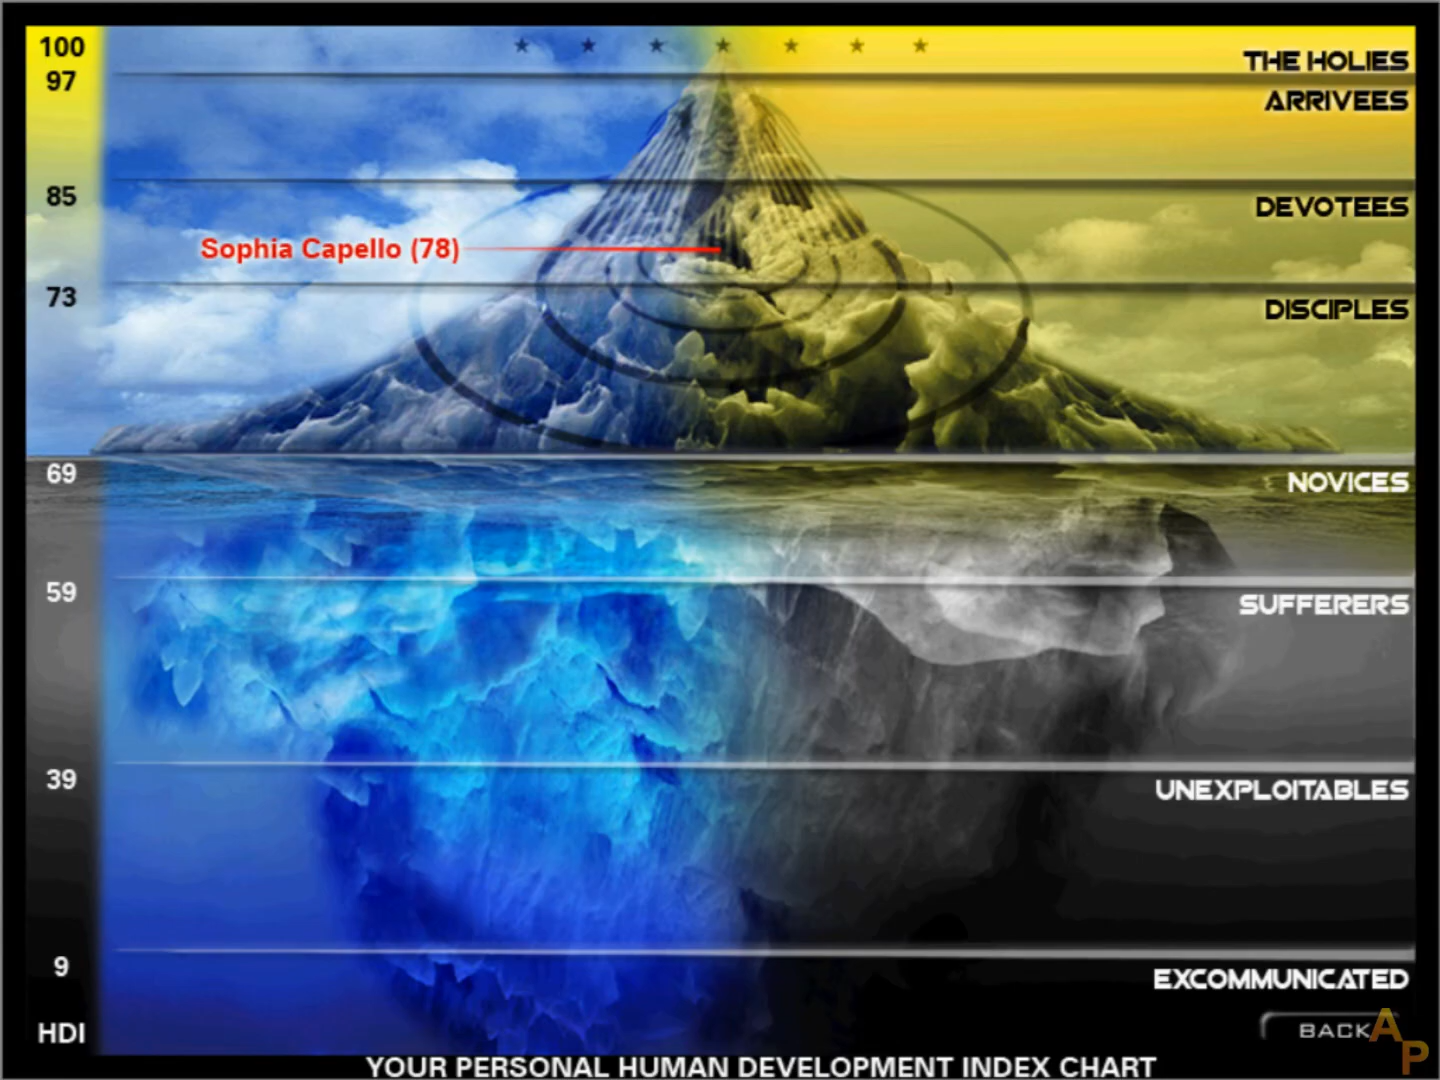 100
THE HOLIES
97
ARRIVEES
85
DEVOTEES
Sophia Capello (78)
73
DISCIPLES
69
NOVICES
59
SUFFERERS
39
UNEXPLOITABLES
9
EXCOMMUNICATED
HDI
BACK
AP
YOUR PERSONAL HUMAN DEVELOPMENT INDEX CHART